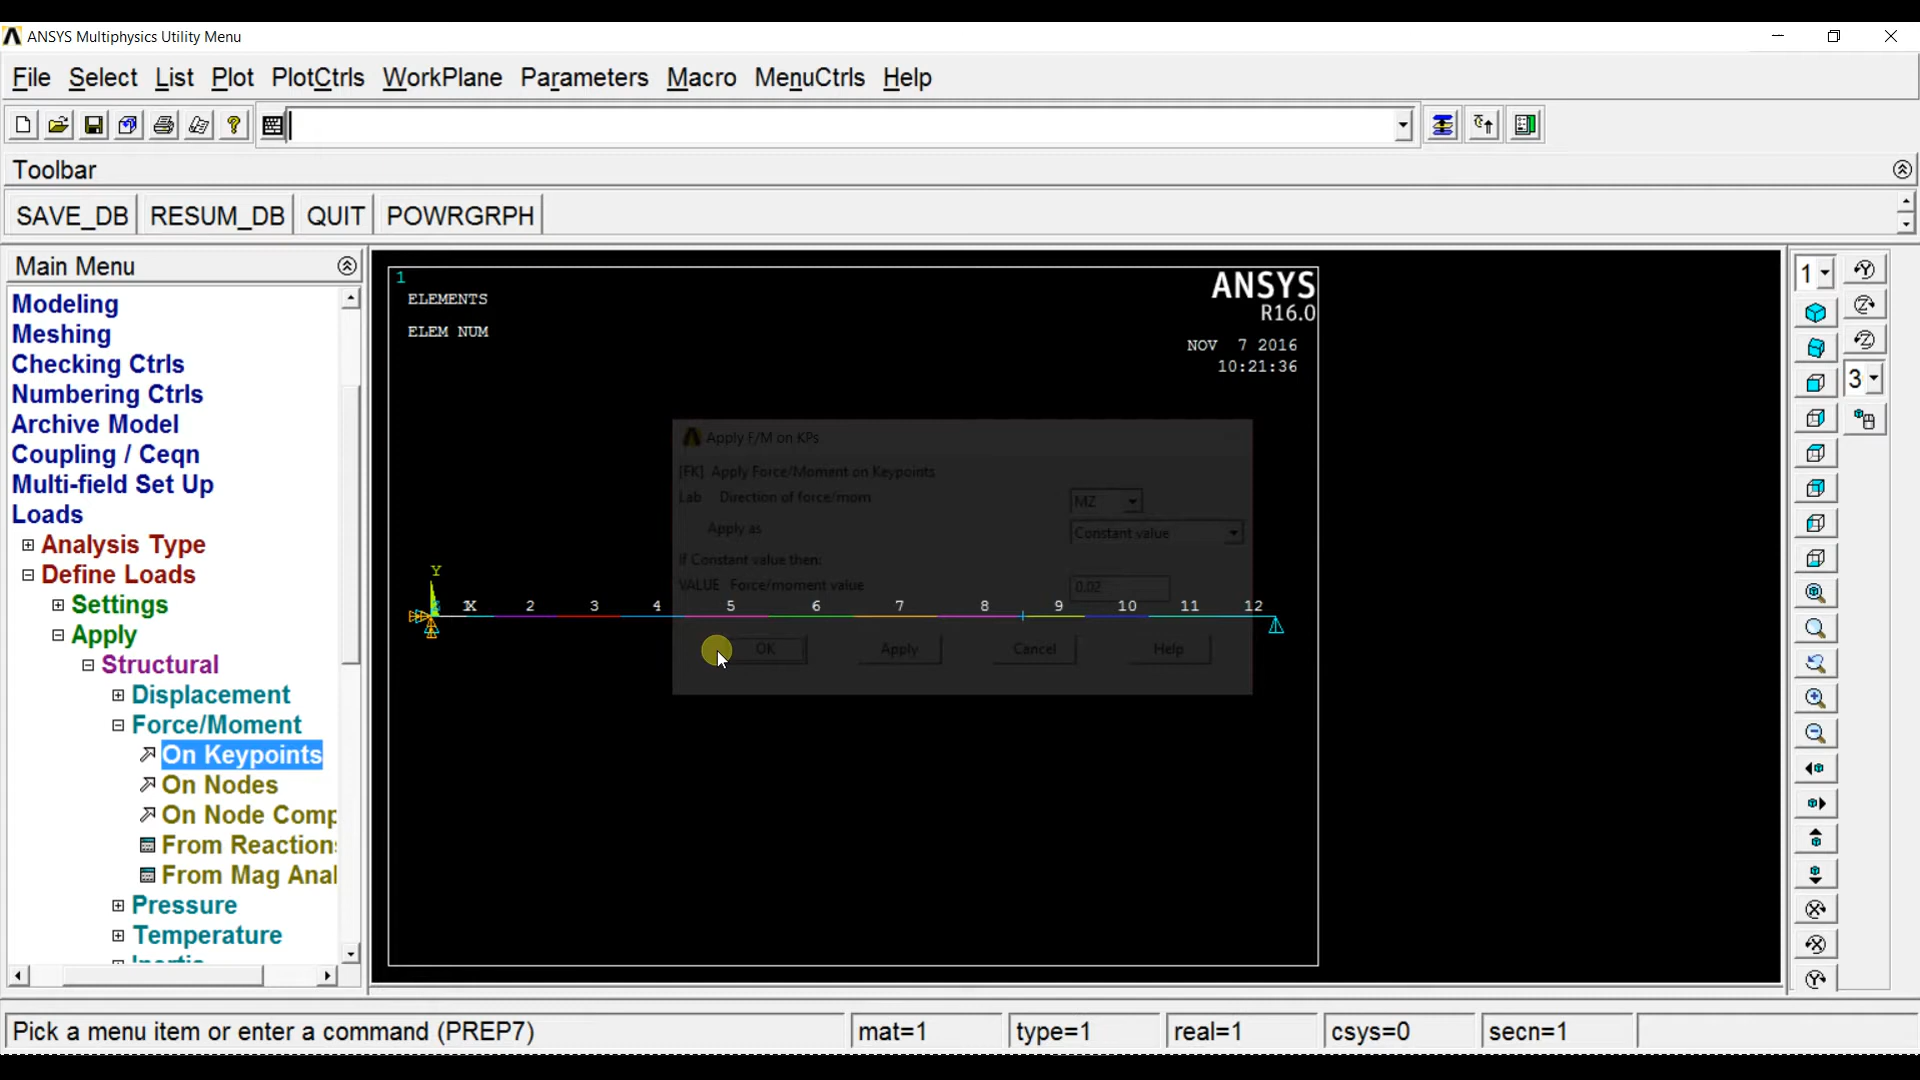 ANSYS Multiphysics Utility Menu
File Select List Plot PlotCtrls WorkPlane Parameters Macro MenuCtrls Help
Toolbar
SAVE_DB RESUM_DB QUIT POWRGRPH
Main Menu
Modeling
Meshing
Checking Ctrls
Numbering Ctrls
Archive Model
Coupling / Ceqn
Multi-field Set Up
Loads
Analysis Type
Define Loads
Settings
Apply
Structural
Displacement
Force/Moment
On Keypoints
On Nodes
On Node Comp
From Reaction
From Mag Anal
Pressure
Temperature
1
ELEMENTS
ELEM NUM
ANSYS
R16.0
NOV 7 2016
10:21:36
Apply F/M on KPs
[FK] Apply Force/Moment on Keypoints
Lab Direction of force/mom MZ
Apply as Constant value
If Constant value then:
VALUE Force/moment value 0.02
Y
X 2 3 4 5 6 7 8 9 10 11 12
OK Apply Cancel Help
1
3
Pick a menu item or enter a command (PREP7) mat=1 type=1 real=1 csys=0 secn=1